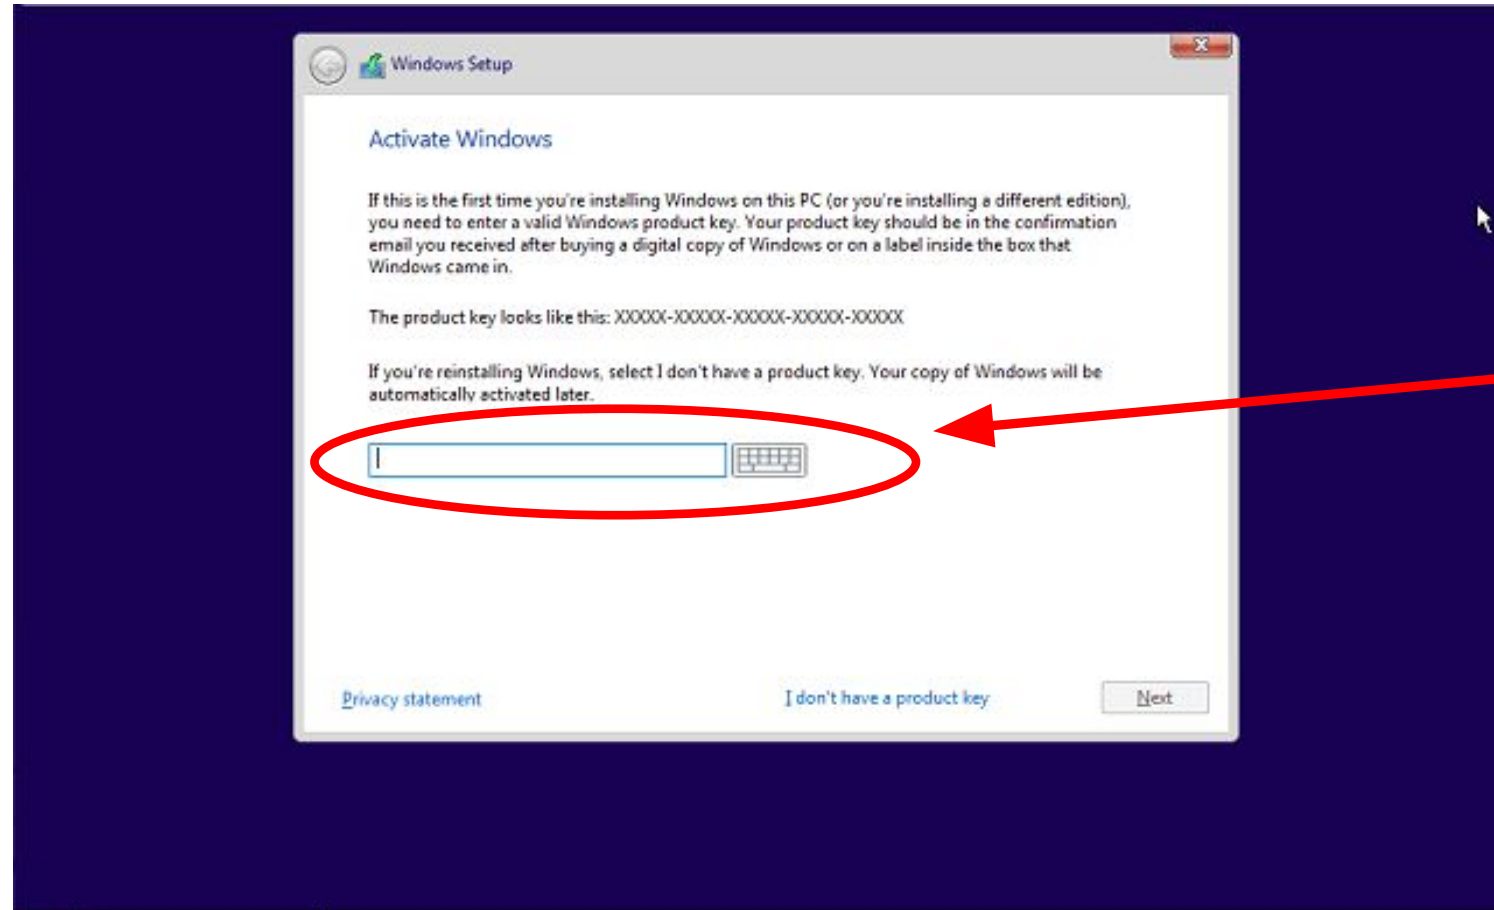 Windows Setup
Activate Windows
If this is the first time you're installing Windows on this PC (or you're installing a different edition),
you need to enter a valid Windows product key. Your product key should be in the confirmation
email you received after buying a digital copy of Windows or on a label inside the box that
Windows came in.
The product key looks like this: XXXXX-XXXXX-XXXXX-XXXXX-XXXXX
If you're reinstalling Windows, select I don't have a product key. Your copy of Windows will be
automatically activated later.
Privacy statement
I don't have a product key
Next